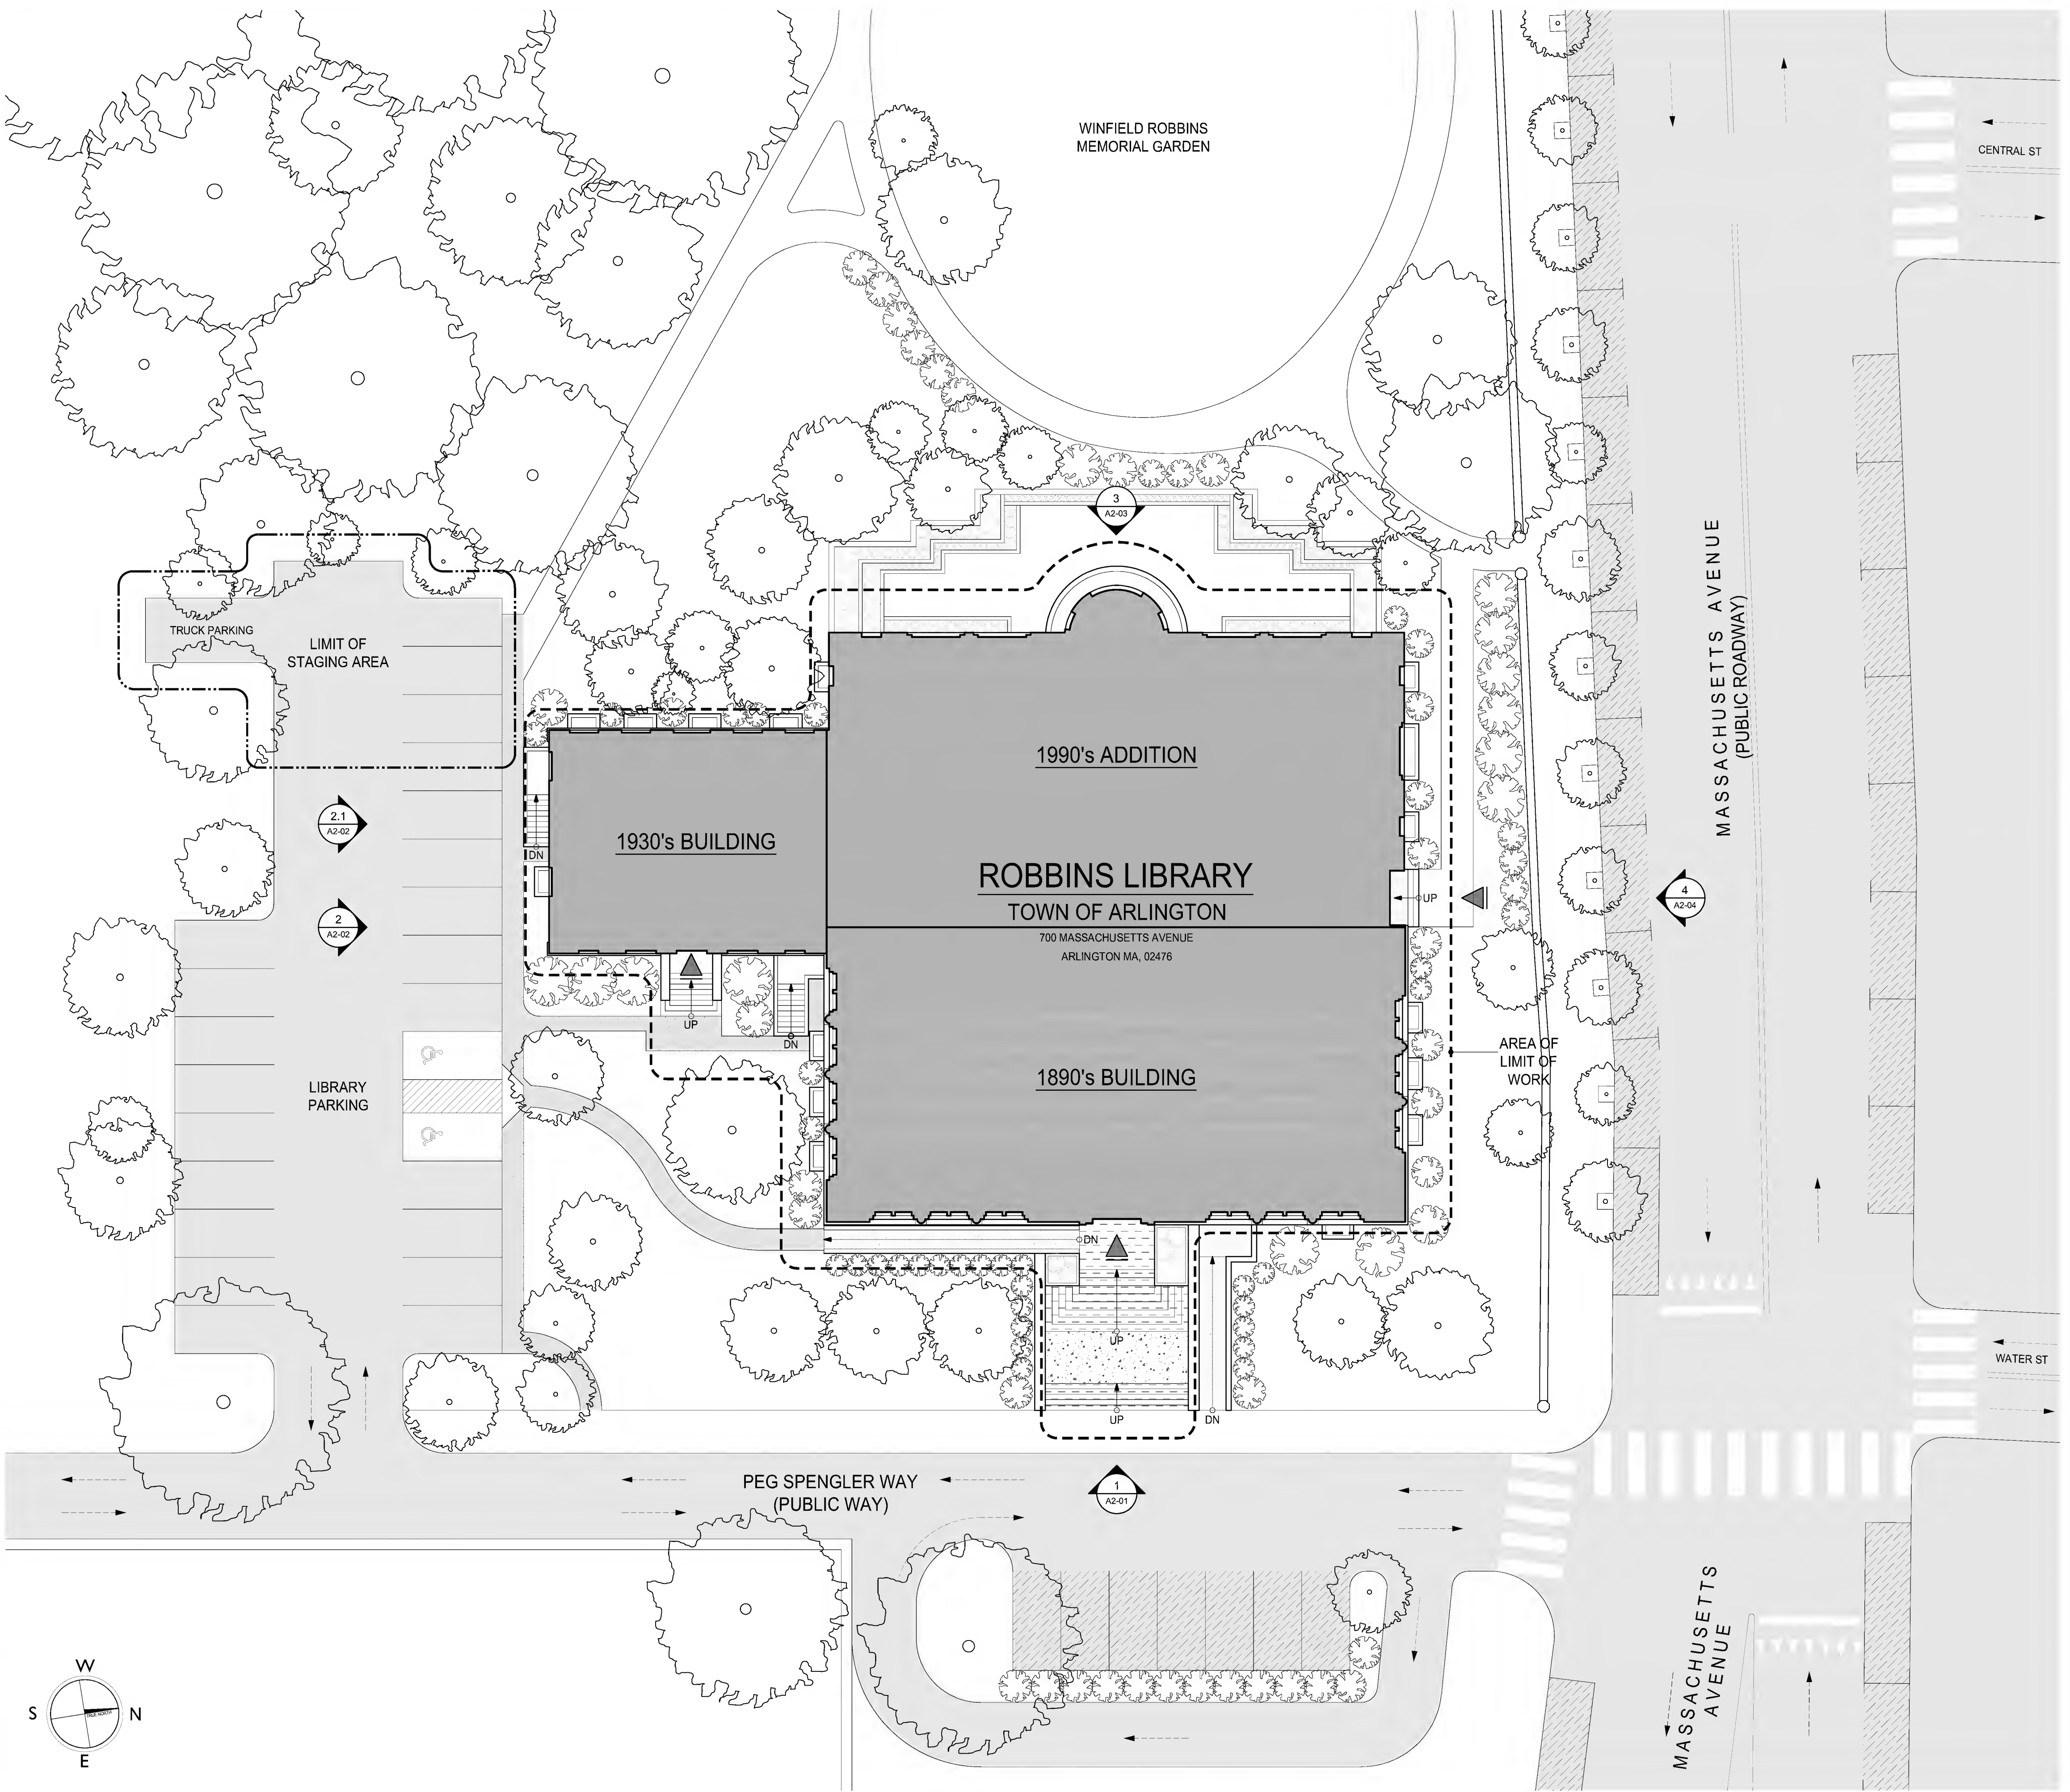 WINFIELD ROBBINS
MEMORIAL GARDEN
CENTRAL ST
3
A2-03
TRUCK PARKING
LIMIT OF
STAGING AREA
MASSACHUSETTS AVENUE
(PUBLIC ROADWAY)
1990's ADDITION
2.1
A2-02
1930's BUILDING
DN
ROBBINS LIBRARY
TOWN OF ARLINGTON
700 MASSACHUSETTS AVENUE
ARLINGTON MA, 02476
UP
4
A2-04
2
A2-02
UP
DN
AREA OF
LIMIT OF
WORK
1890's BUILDING
LIBRARY
PARKING
DN
UP
UP
DN
WATER ST
PEG SPENGLER WAY
(PUBLIC WAY)
1
A2-01
MASSACHUSETTS
AVENUE
W
S
TRUE NORTH
N
E